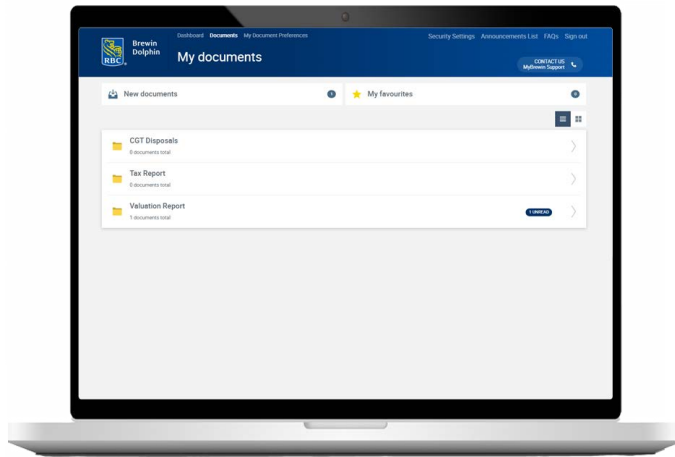 Dashboard Documents My Document Preferences
Security Settings Announcements List FAQs Sign out
RBC
Brewin
Dolphin
My documents
CONTACT US
MyBrewin Support
New documents 1
My favourites 0
CGT Disposals
0 documents total
Tax Report
0 documents total
Valuation Report
1 documents total
1 UNREAD